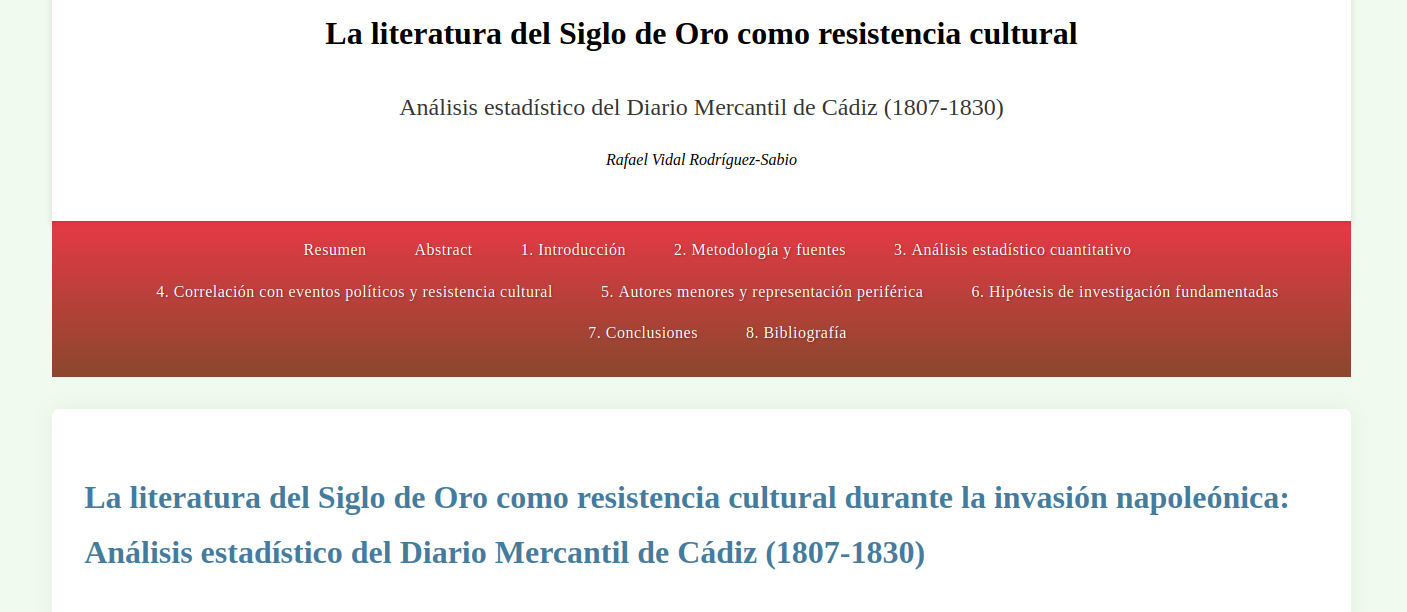 La literatura del Siglo de Oro como resistencia cultural
Análisis estadístico del Diario Mercantil de Cádiz (1807-1830)
Rafael Vidal Rodríguez-Sabio
Resumen Abstract 1. Introducción 2. Metodología y fuentes 3. Análisis estadístico cuantitativo
4. Correlación con eventos políticos y resistencia cultural 5. Autores menores y representación periférica 6. Hipótesis de investigación fundamentadas
7. Conclusiones 8. Bibliografía
La literatura del Siglo de Oro como resistencia cultural durante la invasión napoleónica:
Análisis estadístico del Diario Mercantil de Cádiz (1807-1830)